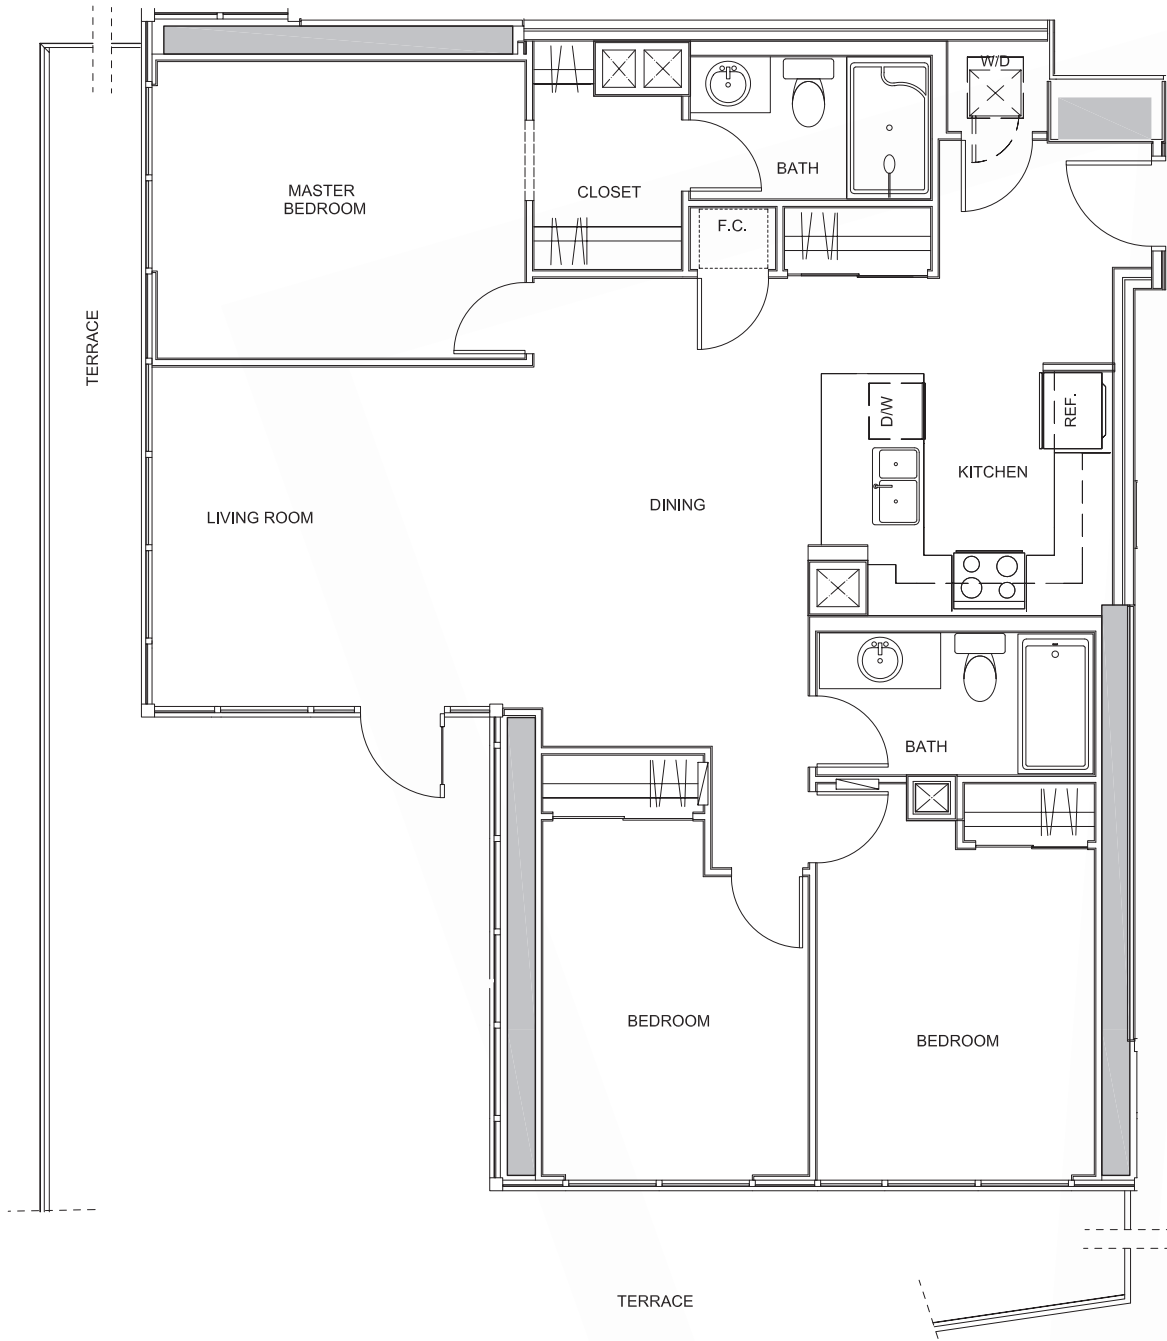 W/D
BATH
MASTER
BEDROOM
CLOSET
F.C.
TERRACE
D/W
REF.
KITCHEN
LIVING ROOM
DINING
BATH
BEDROOM
BEDROOM
TERRACE